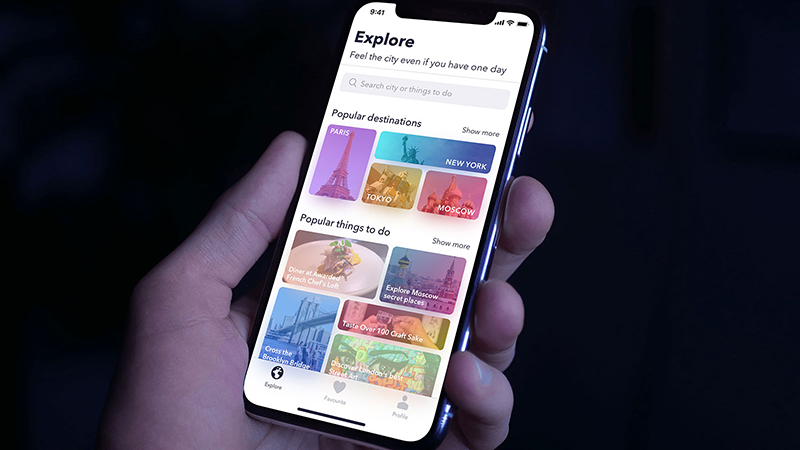 9:41
Explore
Feel the city even if you have one day
Search city or things to do
Popular destinations
Show more
PARIS
NEW YORK
TOKYO
MOSCOW
Popular things to do
Show more
Diner at Awarded
French Chef's Loft
Explore Moscow
secret places
Taste Over 100 Craft Sake
Cross the
Brooklyn Bridge
Discover London's best
Street Art
Explore
Favourite
Profile